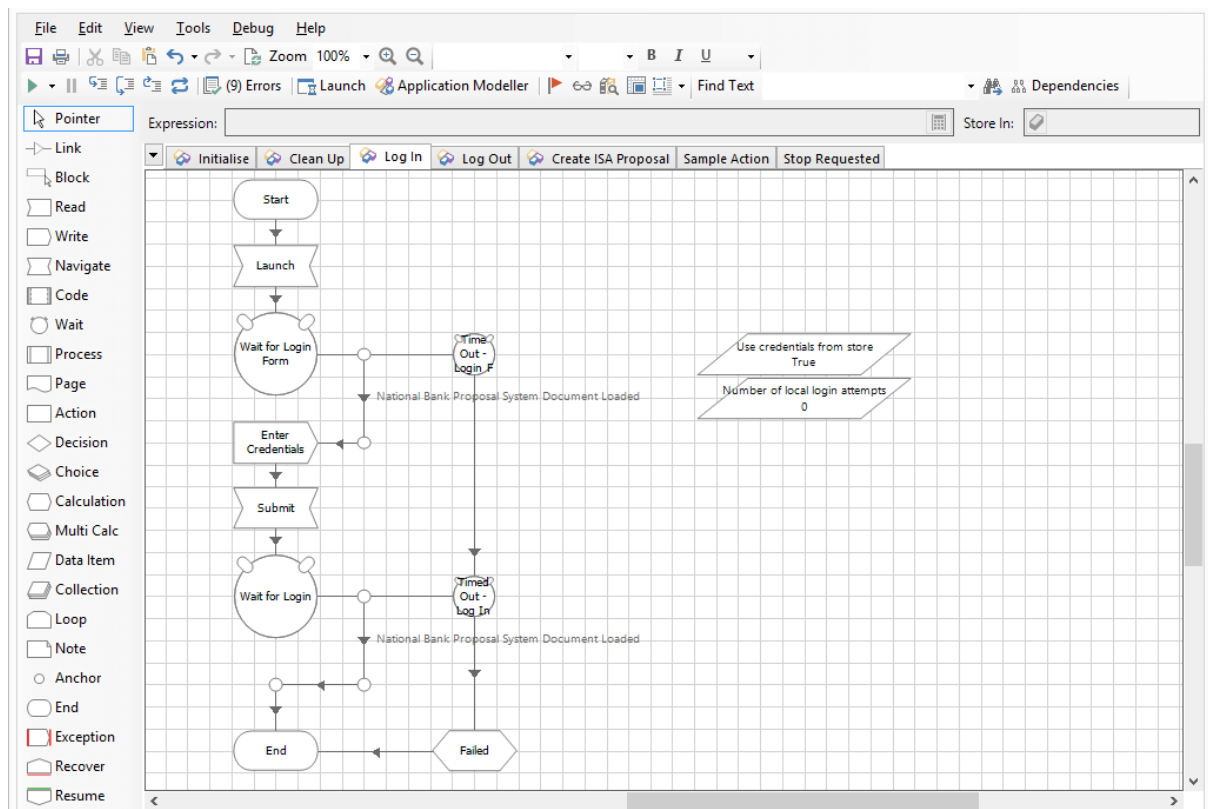 File Edit View Tools Debug Help
Zoom 100% B I U
(9) Errors Launch Application Modeller Find Text Dependencies
Pointer
Expression: Store In:
Link
Initialise Clean Up Log In Log Out Create ISA Proposal Sample Action Stop Requested
Block
Read
Write
Navigate
Code
Wait
Process
Page
Action
Decision
Choice
Calculation
Multi Calc
Data Item
Collection
Loop
Note
Anchor
End
Exception
Recover
Resume
Start
Launch
Wait for Login
Form
Time
Out -
Login F
Use credentials from store
True
Number of local login attempts
0
National Bank Proposal System Document Loaded
Enter
Credentials
Submit
Wait for Login
Timed
Out -
Log In
National Bank Proposal System Document Loaded
End
Failed